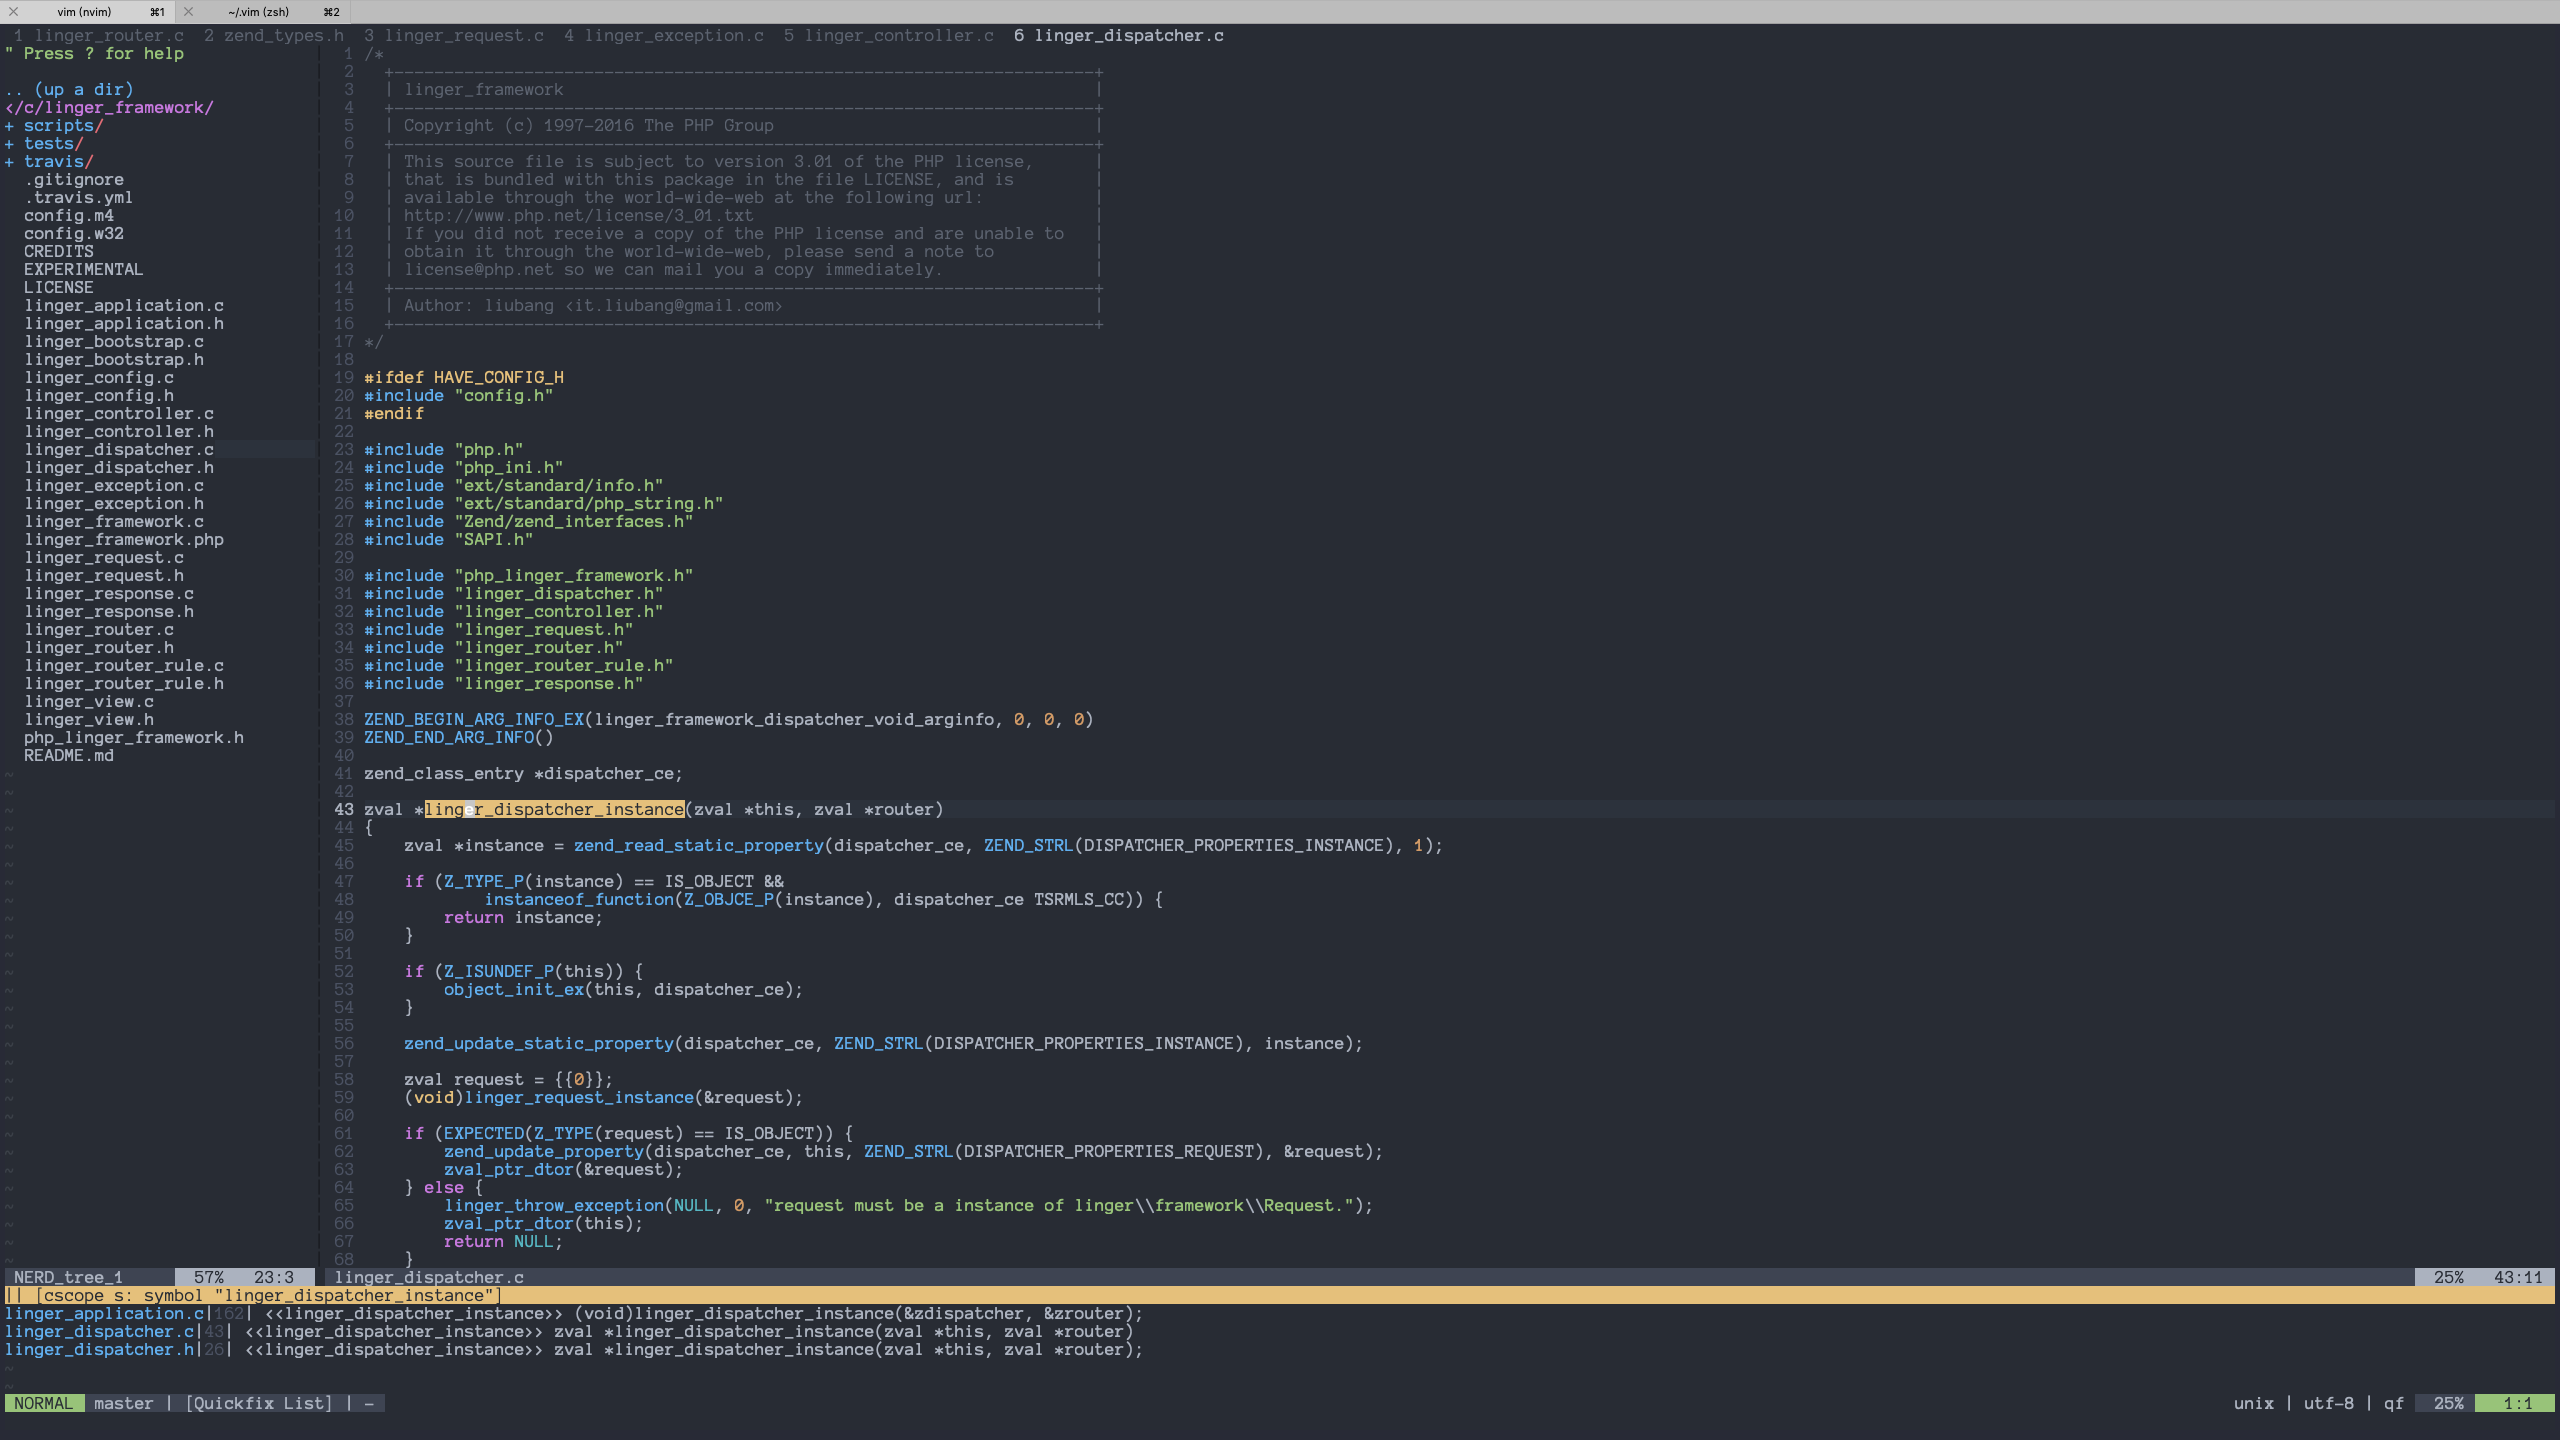 vim (nvim) ⌘1 ~/.vim (zsh) ⌘2
1 linger_router.c 2 zend_types.h 3 linger_request.c 4 linger_exception.c 5 linger_controller.c 6 linger_dispatcher.c
" Press ? for help
.. (up a dir)
</c/linger_framework/
+ scripts/
+ tests/
+ travis/
.gitignore
.travis.yml
config.m4
config.w32
CREDITS
EXPERIMENTAL
LICENSE
linger_application.c
linger_application.h
linger_bootstrap.c
linger_bootstrap.h
linger_config.c
linger_config.h
linger_controller.c
linger_controller.h
linger_dispatcher.c
linger_dispatcher.h
linger_exception.c
linger_exception.h
linger_framework.c
linger_framework.php
linger_request.c
linger_request.h
linger_response.c
linger_response.h
linger_router.c
linger_router.h
linger_router_rule.c
linger_router_rule.h
linger_view.c
linger_view.h
php_linger_framework.h
README.md
NERD_tree_1 57% 23:3
1 /*
2   +----------------------------------------------------------------------+
3   | linger_framework                                                     |
4   +----------------------------------------------------------------------+
5   | Copyright (c) 1997-2016 The PHP Group                                |
6   +----------------------------------------------------------------------+
7   | This source file is subject to version 3.01 of the PHP license,      |
8   | that is bundled with this package in the file LICENSE, and is        |
9   | available through the world-wide-web at the following url:           |
10   | http://www.php.net/license/3_01.txt                                  |
11   | If you did not receive a copy of the PHP license and are unable to   |
12   | obtain it through the world-wide-web, please send a note to          |
13   | license@php.net so we can mail you a copy immediately.               |
14   +----------------------------------------------------------------------+
15   | Author: liubang <it.liubang@gmail.com>                               |
16   +----------------------------------------------------------------------+
17 */
18
19 #ifdef HAVE_CONFIG_H
20 #include "config.h"
21 #endif
22
23 #include "php.h"
24 #include "php_ini.h"
25 #include "ext/standard/info.h"
26 #include "ext/standard/php_string.h"
27 #include "Zend/zend_interfaces.h"
28 #include "SAPI.h"
29
30 #include "php_linger_framework.h"
31 #include "linger_dispatcher.h"
32 #include "linger_controller.h"
33 #include "linger_request.h"
34 #include "linger_router.h"
35 #include "linger_router_rule.h"
36 #include "linger_response.h"
37
38 ZEND_BEGIN_ARG_INFO_EX(linger_framework_dispatcher_void_arginfo, 0, 0, 0)
39 ZEND_END_ARG_INFO()
40
41 zend_class_entry *dispatcher_ce;
42
43 zval *linger_dispatcher_instance(zval *this, zval *router)
44 {
45     zval *instance = zend_read_static_property(dispatcher_ce, ZEND_STRL(DISPATCHER_PROPERTIES_INSTANCE), 1);
46
47     if (Z_TYPE_P(instance) == IS_OBJECT &&
48             instanceof_function(Z_OBJCE_P(instance), dispatcher_ce TSRMLS_CC)) {
49         return instance;
50     }
51
52     if (Z_ISUNDEF_P(this)) {
53         object_init_ex(this, dispatcher_ce);
54     }
55
56     zend_update_static_property(dispatcher_ce, ZEND_STRL(DISPATCHER_PROPERTIES_INSTANCE), instance);
57
58     zval request = {{0}};
59     (void)linger_request_instance(&request);
60
61     if (EXPECTED(Z_TYPE(request) == IS_OBJECT)) {
62         zend_update_property(dispatcher_ce, this, ZEND_STRL(DISPATCHER_PROPERTIES_REQUEST), &request);
63         zval_ptr_dtor(&request);
64     } else {
65         linger_throw_exception(NULL, 0, "request must be a instance of linger\\framework\\Request.");
66         zval_ptr_dtor(this);
67         return NULL;
68     }
linger_dispatcher.c 25% 43:11
|| [cscope s: symbol "linger_dispatcher_instance"]
linger_application.c|162| <<linger_dispatcher_instance>> (void)linger_dispatcher_instance(&zdispatcher, &zrouter);
linger_dispatcher.c|43| <<linger_dispatcher_instance>> zval *linger_dispatcher_instance(zval *this, zval *router)
linger_dispatcher.h|26| <<linger_dispatcher_instance>> zval *linger_dispatcher_instance(zval *this, zval *router);
NORMAL master | [Quickfix List] | - unix | utf-8 | qf 25% 1:1